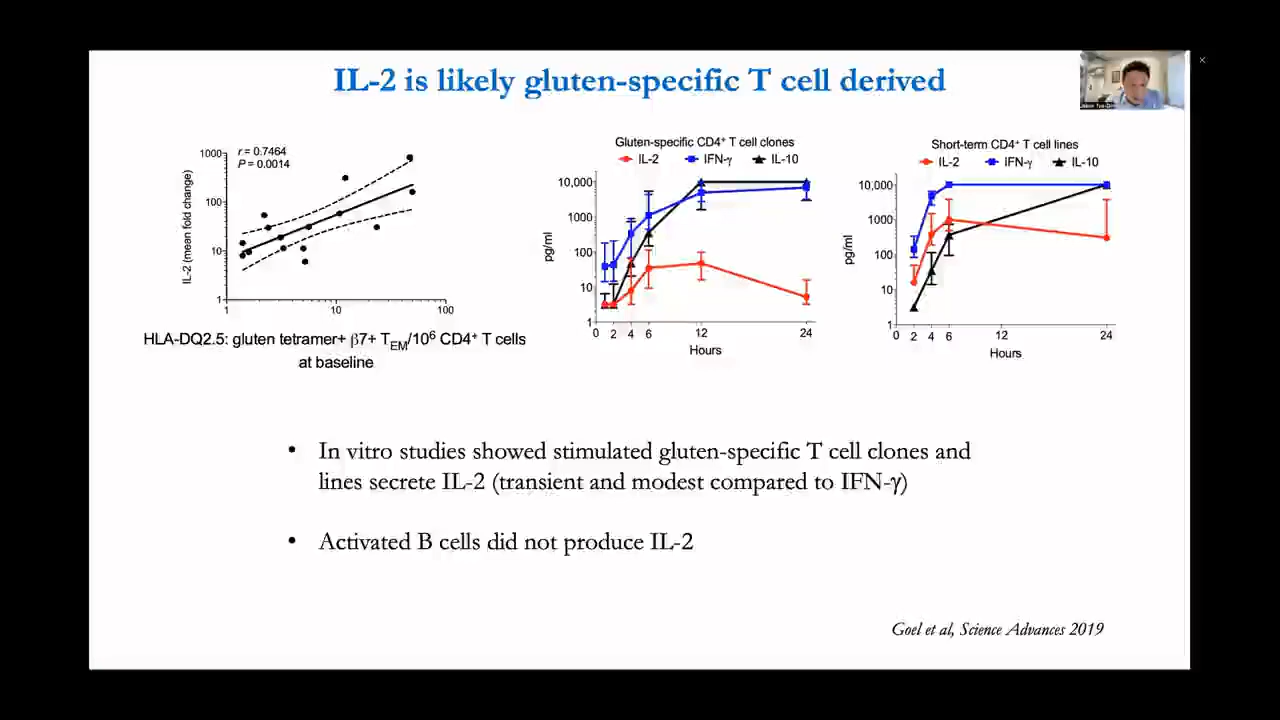 IL-2 is likely gluten-specific T cell derived
r = 0.7464
P = 0.0014
IL-2 (mean fold change)
1000
100
10
1
1
10
100
HLA-DQ2.5: gluten tetramer+ β7+ TEM/10⁶ CD4⁺ T cells
at baseline
Gluten-specific CD4⁺ T cell clones
IL-2 IFN-γ IL-10
pg/ml
10,000
1000
100
10
1
0 2 4 6 12 24
Hours
Short-term CD4⁺ T cell lines
IL-2 IFN-γ IL-10
pg/ml
10,000
1000
100
10
1
0 2 4 6 12 24
Hours
• In vitro studies showed stimulated gluten-specific T cell clones and
lines secrete IL-2 (transient and modest compared to IFN-γ)
• Activated B cells did not produce IL-2
Goel et al, Science Advances 2019